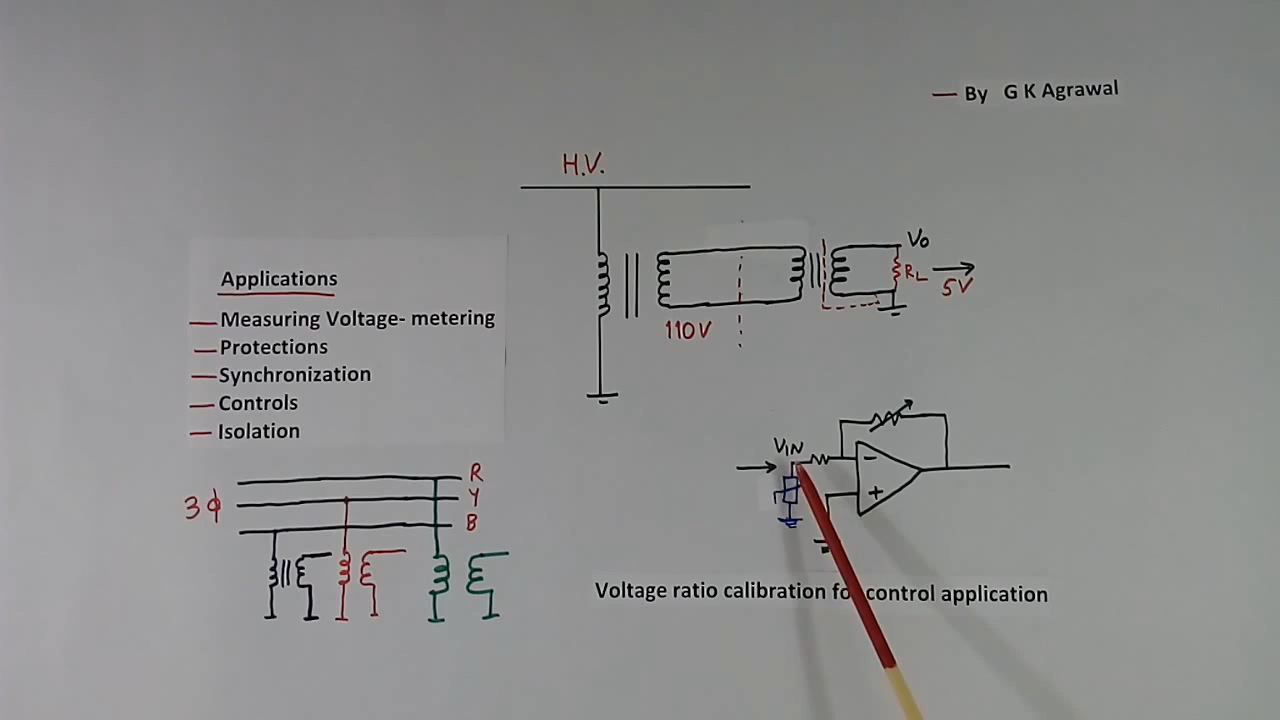 — By G K Agrawal
H.V.
110V
Vo
RL
5V
Applications
— Measuring Voltage- metering
— Protections
— Synchronization
— Controls
— Isolation
3ϕ
R
Y
B
VIN
-
+
Voltage ratio calibration fo control application